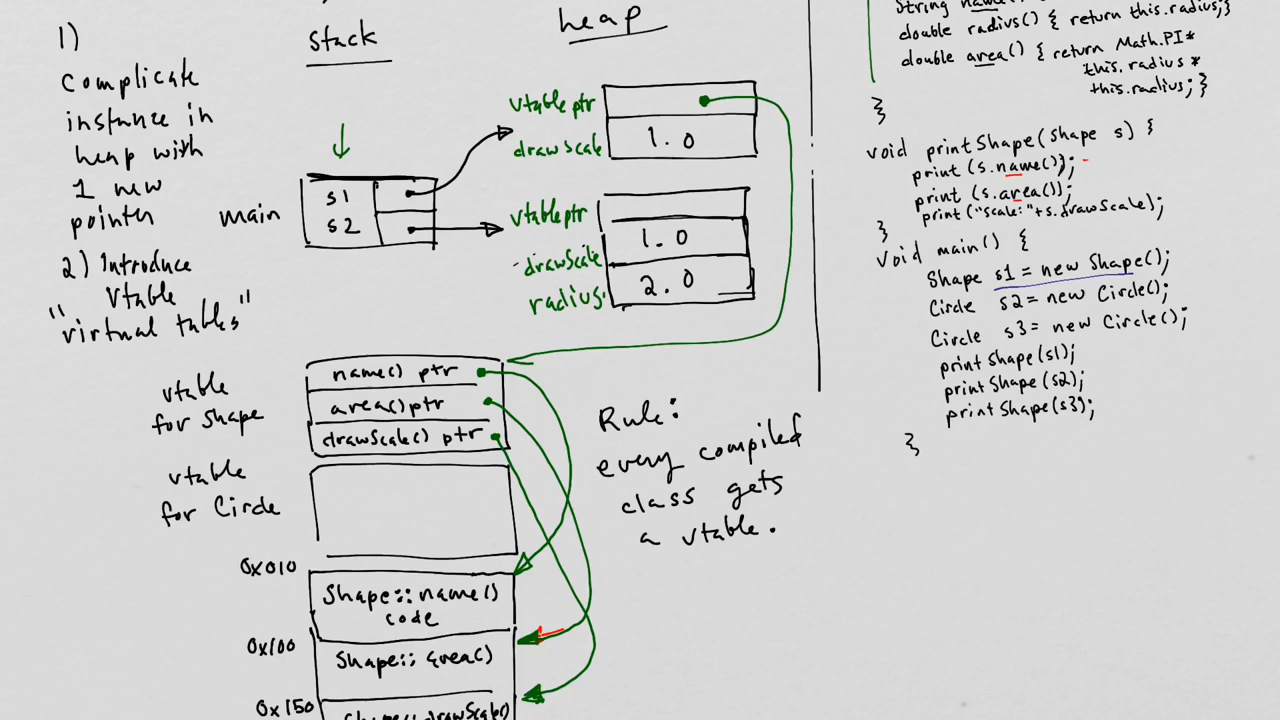 1)
complicate
instance in
heap with
1 new
pointer
2) Introduce
vtable
"virtual tables"
stack
heap
main
s1
s2
vtable ptr
drawScale
1.0
vtable ptr
drawScale
radius
1.0
2.0
vtable
for Shape
name() ptr
area() ptr
drawScale() ptr
vtable
for Circle
0x010
Shape::name()
code
0x100
Shape::area()
0x150
Shape::drawScale()
Rule:
every compiled
class gets
a vtable.
String name
double radius() { return this.radius;}
double area() { return Math.PI*
this.radius *
this.radius; }
}
void printShape(Shape s) {
print (s.name());
print (s.area());
print ("scale:"+s.drawScale);
}
void main() {
Shape s1 = new Shape();
Circle s2 = new Circle();
Circle s3 = new Circle();
printShape(s1);
printShape(s2);
printShape(s3);
}